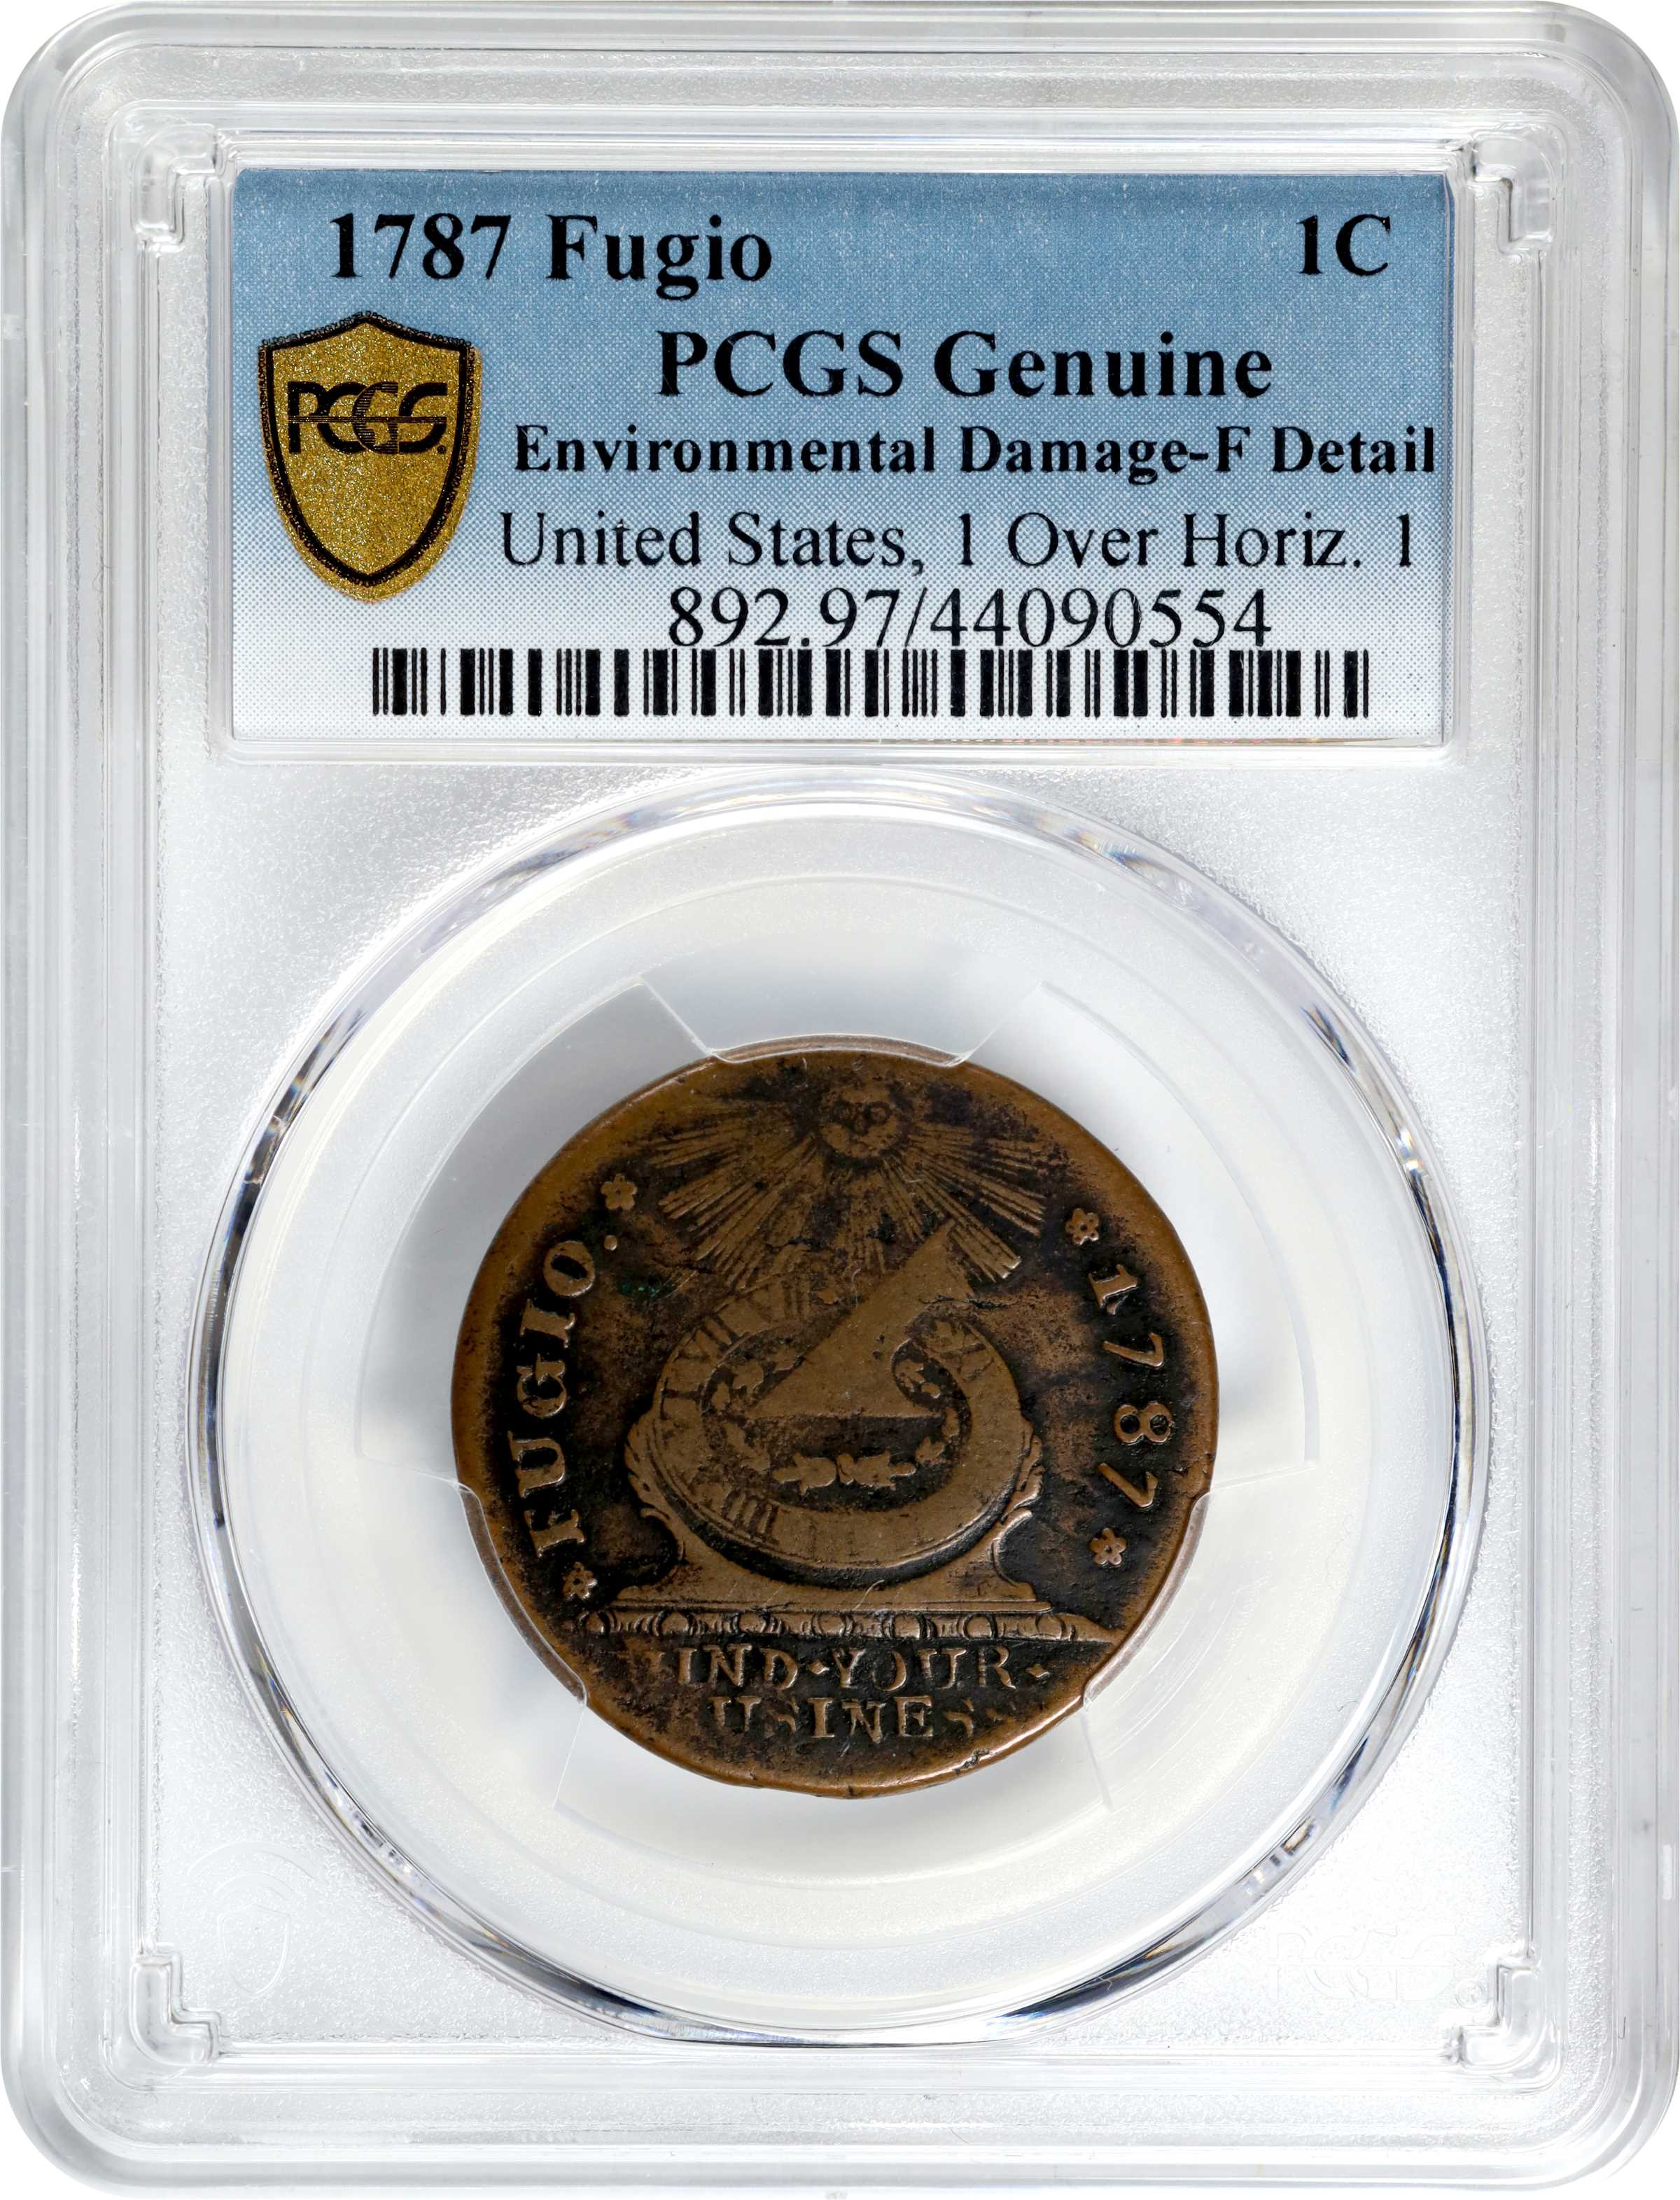 1787 Fugio 1C
PCGS Genuine
PCGS
Environmental Damage-F Detail
United States, 1 Over Horiz. 1
892.97/44090554
FUGIO.
1787
IND YOUR
USINES
PCGS